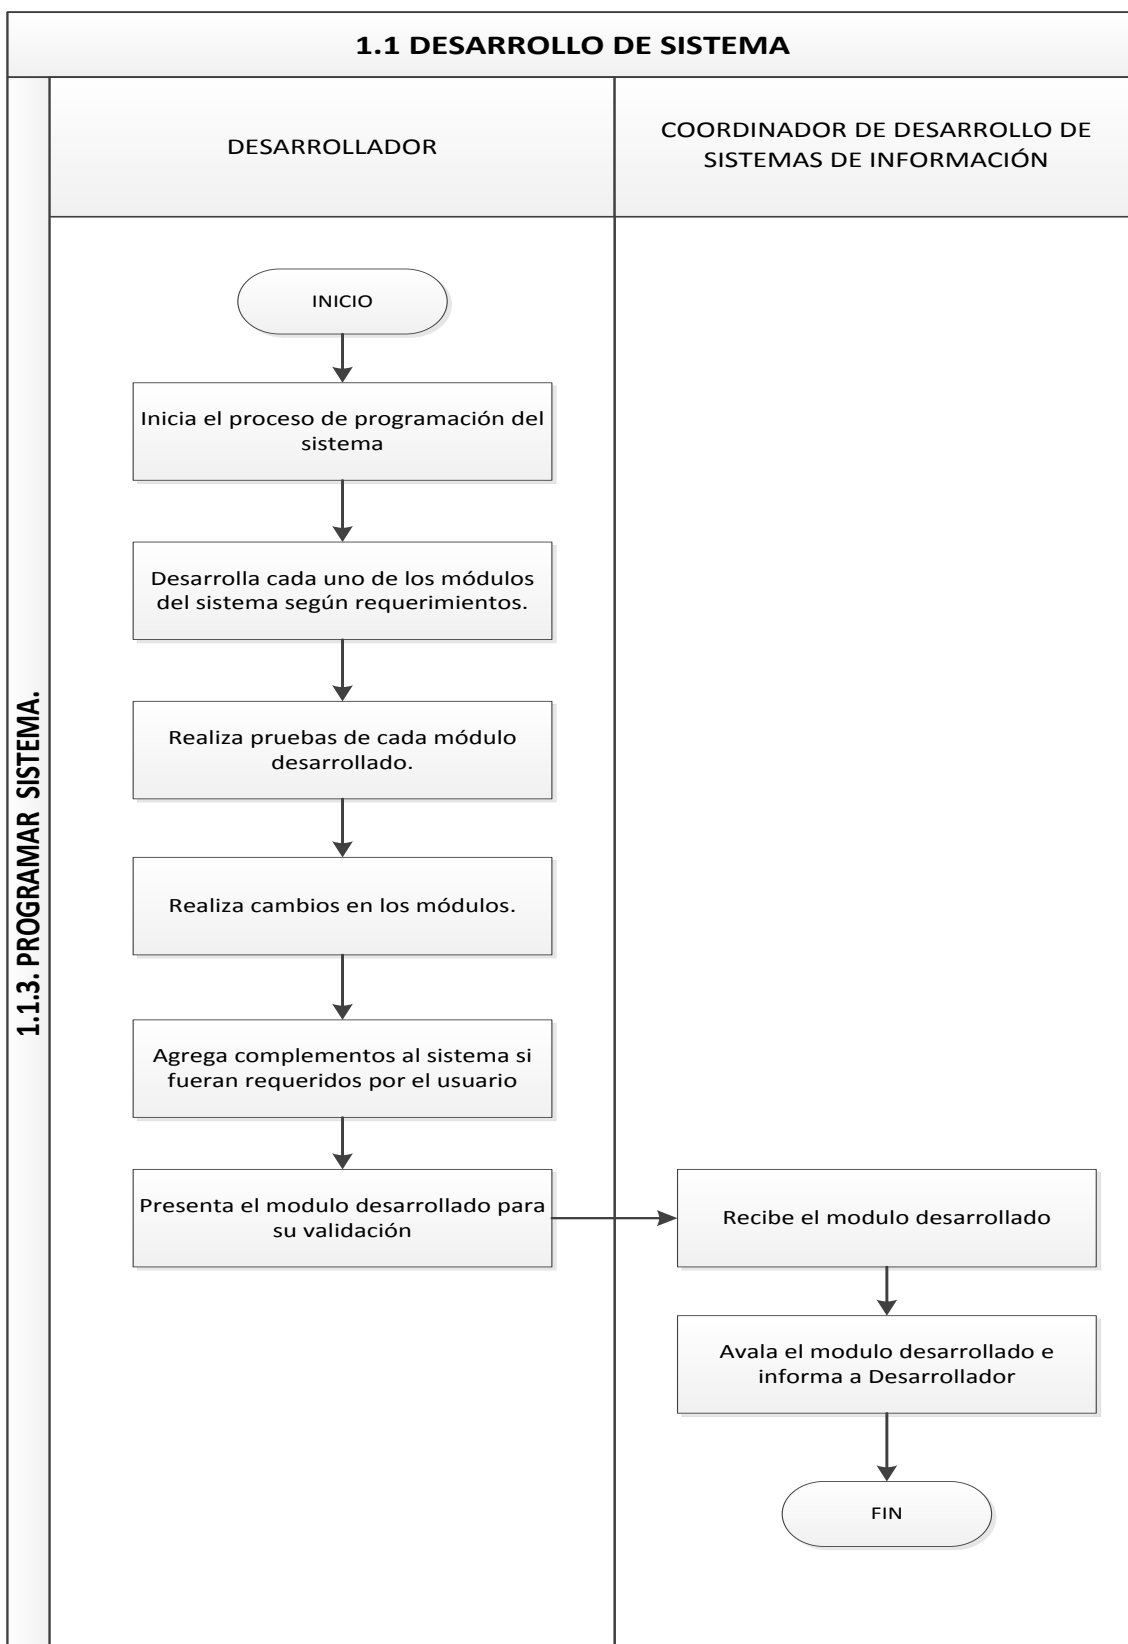 1.1 DESARROLLO DE SISTEMA
DESARROLLADOR
COORDINADOR DE DESARROLLO DE
SISTEMAS DE INFORMACIÓN
1.1.3. PROGRAMAR SISTEMA.
INICIO
Inicia el proceso de programación del
sistema
Desarrolla cada uno de los módulos
del sistema según requerimientos.
Realiza pruebas de cada módulo
desarrollado.
Realiza cambios en los módulos.
Agrega complementos al sistema si
fueran requeridos por el usuario
Presenta el modulo desarrollado para
su validación
Recibe el modulo desarrollado
Avala el modulo desarrollado e
informa a Desarrollador
FIN